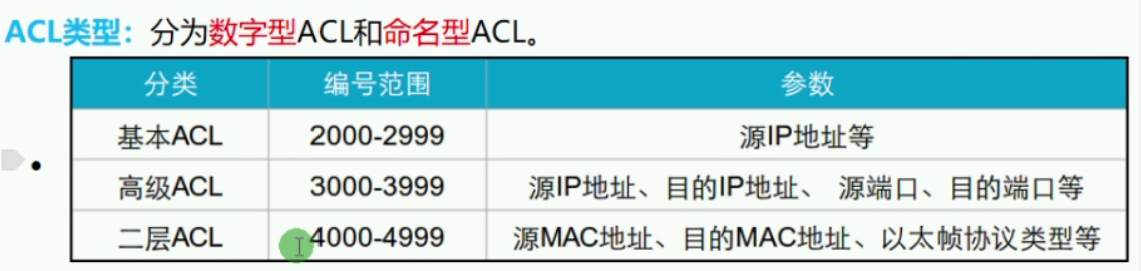 ACL类型：分为数字型ACL和命名型ACL。
分类 编号范围 参数
基本ACL 2000-2999 源IP地址等
高级ACL 3000-3999 源IP地址、目的IP地址、 源端口、目的端口等
二层ACL 4000-4999 源MAC地址、目的MAC地址、以太帧协议类型等